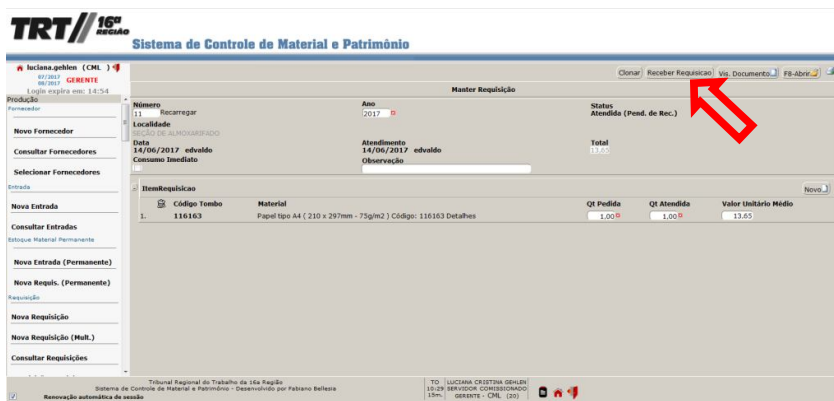 TRT// 16ª REGIÃO
Sistema de Controle de Material e Patrimônio
luciana.gehlen (CML )
07/2017
08/2017 GERENTE
Login expira em: 14:54
Clonar Receber Requisicao Vis. Documento F8-Abrir
Manter Requisição
Produção
Fornecedor
Novo Fornecedor
Consultar Fornecedores
Selecionar Fornecedores
Entrada
Nova Entrada
Consultar Entradas
Estoque Material Permanente
Nova Entrada (Permanente)
Nova Requis. (Permanente)
Requisição
Nova Requisição
Nova Requisição (Mult.)
Consultar Requisições
Número Ano Status
11 Recarregar 2017 Atendida (Pend. de Rec.)
Localidade
SEÇÃO DE ALMOXARIFADO
Data Atendimento Total
14/06/2017 edvaldo 14/06/2017 edvaldo 13,65
Consumo Imediato Observação
ItemRequisicao Novo
Código Tombo Material Qt Pedida Qt Atendida Valor Unitário Médio
1. 116163 Papel tipo A4 ( 210 x 297mm - 75g/m2 ) Código: 116163 Detalhes 1,00 1,00 13,65
Tribunal Regional do Trabalho da 16a Região
Sistema de Controle de Material e Patrimônio - Desenvolvido por Fabiano Bellesia
Renovação automática de sessão
TO LUCIANA CRISTINA GEHLEN
10:29 SERVIDOR COMISSIONADO
15m. GERENTE - CML (20)